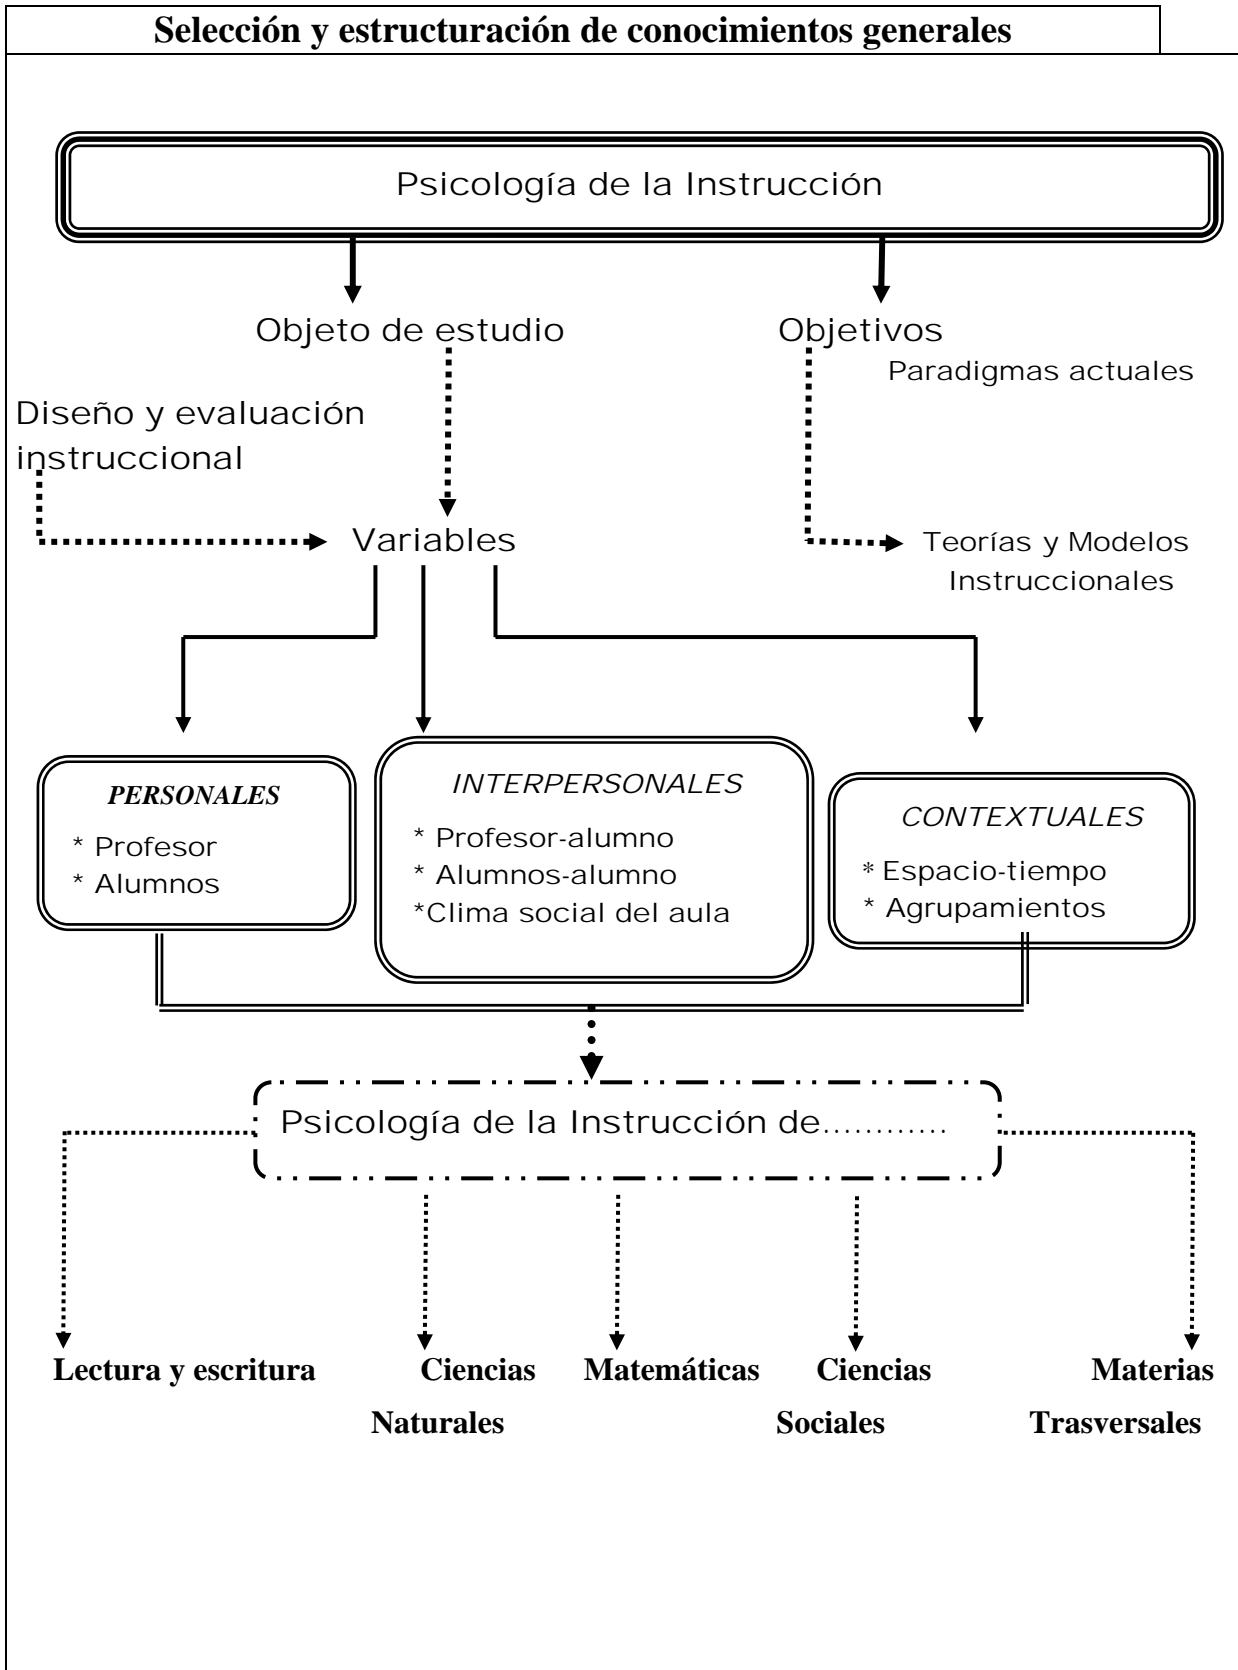 Selección y estructuración de conocimientos generales
Psicología de la Instrucción
Objeto de estudio
Objetivos
Paradigmas actuales
Diseño y evaluación
instruccional
Variables
Teorías y Modelos
Instruccionales
PERSONALES
* Profesor
* Alumnos
INTERPERSONALES
* Profesor-alumno
* Alumnos-alumno
*Clima social del aula
CONTEXTUALES
* Espacio-tiempo
* Agrupamientos
Psicología de la Instrucción de............
Lectura y escritura
Ciencias
Naturales
Matemáticas
Ciencias
Sociales
Materias
Trasversales